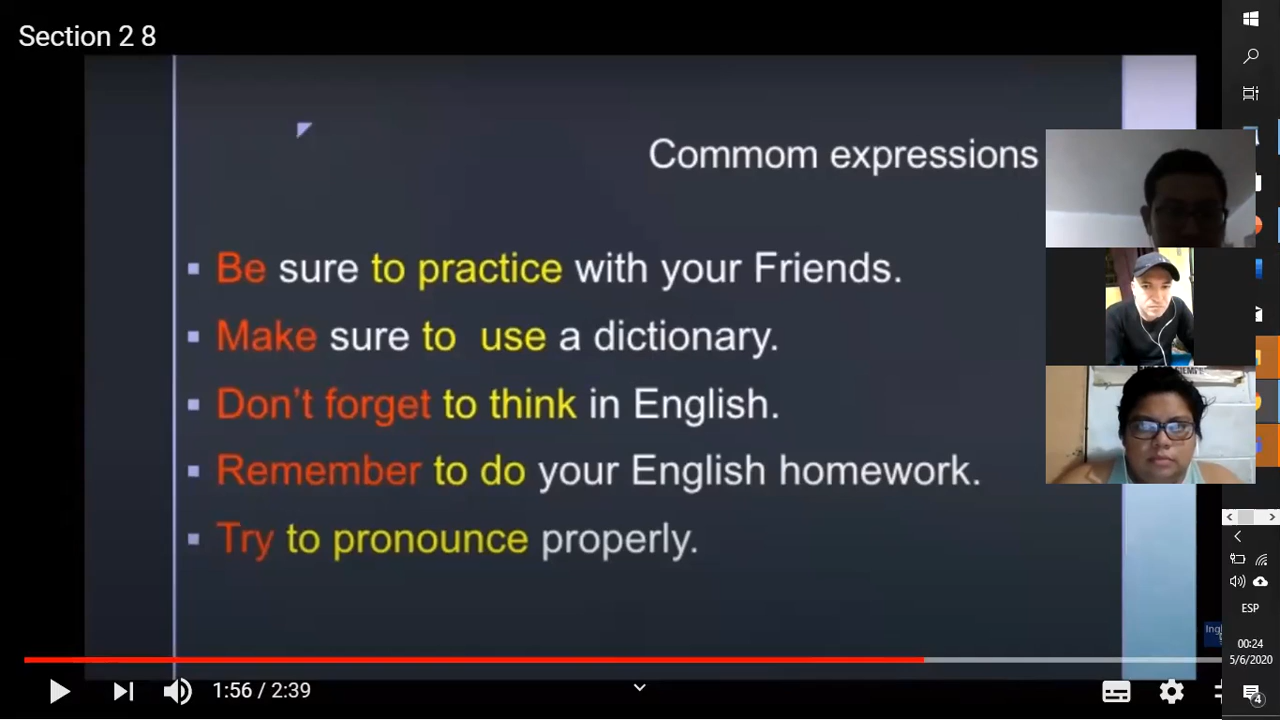 Section 2 8
Commom expressions
Be sure to practice with your Friends.
Make sure to use a dictionary.
Don't forget to think in English.
Remember to do your English homework.
Try to pronounce properly.
1:56 / 2:39
ESP
00:24
5/6/2020
4